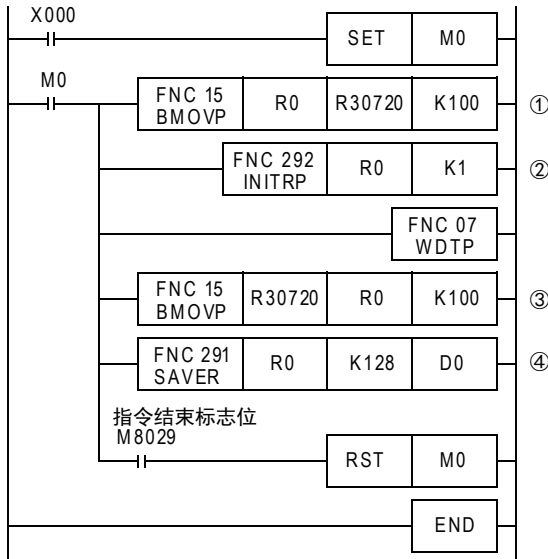 X000
SET M0
M0
FNC 15 BMOVP R0 R30720 K100 ①
FNC 292 INITRP R0 K1 ②
FNC 07 WDTP
FNC 15 BMOVP R30720 R0 K100 ③
FNC 291 SAVER R0 K128 D0 ④
指令结束标志位
M8029
RST M0
END